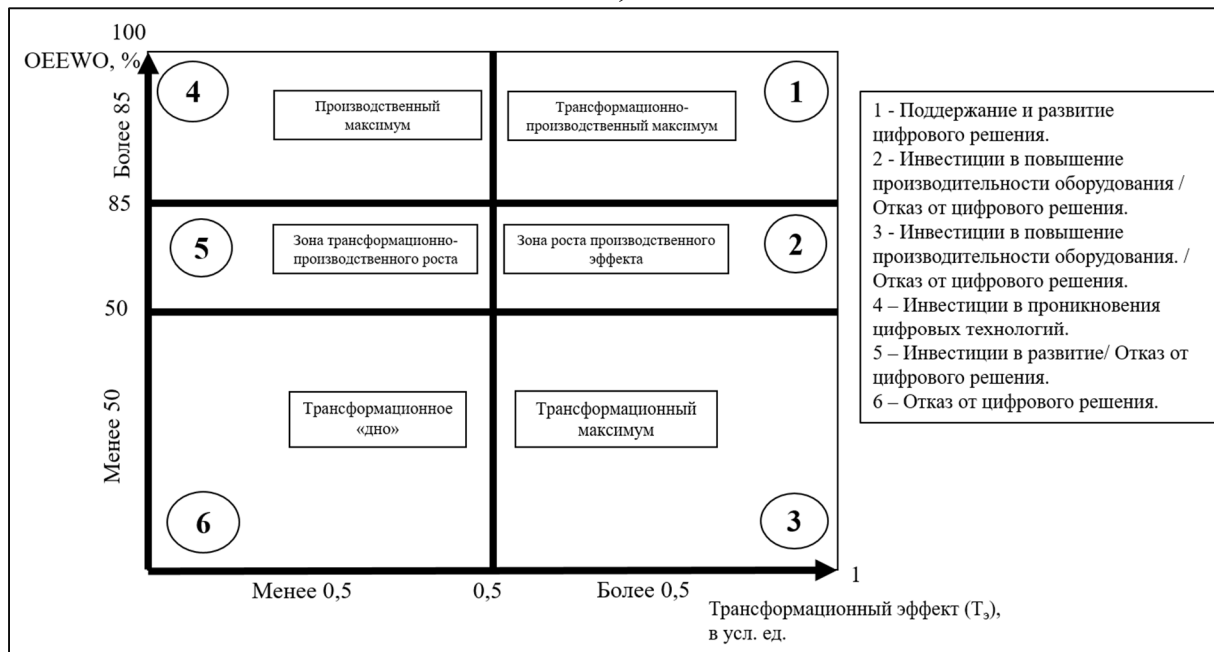 100
OEEWO, %
4
Производственный
максимум
Трансформационно-
производственный максимум
1
Более 85
85
5
Зона трансформационно-
производственного роста
Зона роста производственного
эффекта
2
50
Менее 50
Трансформационное
«дно»
Трансформационный
максимум
6
3
Менее 0,5
0,5
Более 0,5
1
Трансформационный эффект (Тэ),
в усл. ед.
1 - Поддержание и развитие
цифрового решения.
2 - Инвестиции в повышение
производительности оборудования /
Отказ от цифрового решения.
3 - Инвестиции в повышение
производительности оборудования. /
Отказ от цифрового решения.
4 – Инвестиции в проникновения
цифровых технологий.
5 – Инвестиции в развитие/ Отказ от
цифрового решения.
6 – Отказ от цифрового решения.